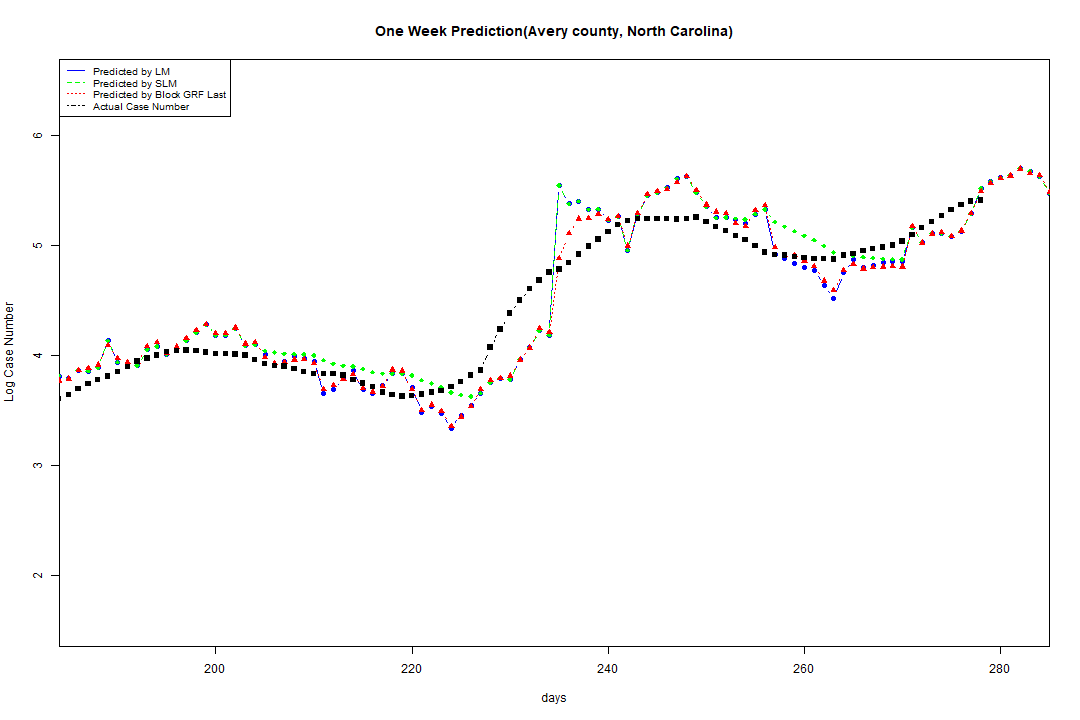 One Week Prediction(Avery county, North Carolina)
Predicted by LM
Predicted by SLM
Predicted by Block GRF Last
Actual Case Number
6
5
4
3
2
Log Case Number
200 220 240 260 280
days